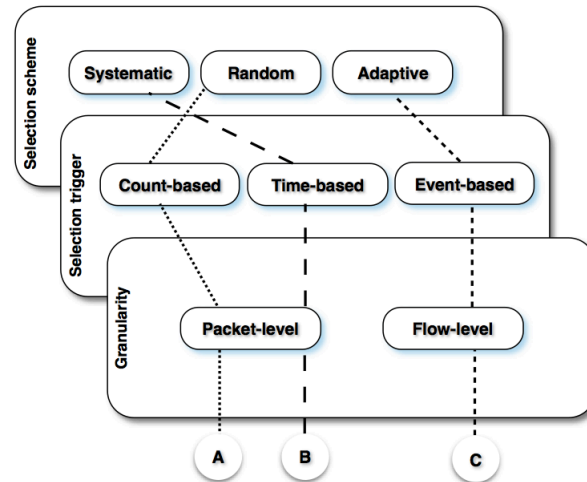 Selection scheme
Systematic
Random
Adaptive
Selection trigger
Count-based
Time-based
Event-based
Granularity
Packet-level
Flow-level
A
B
C